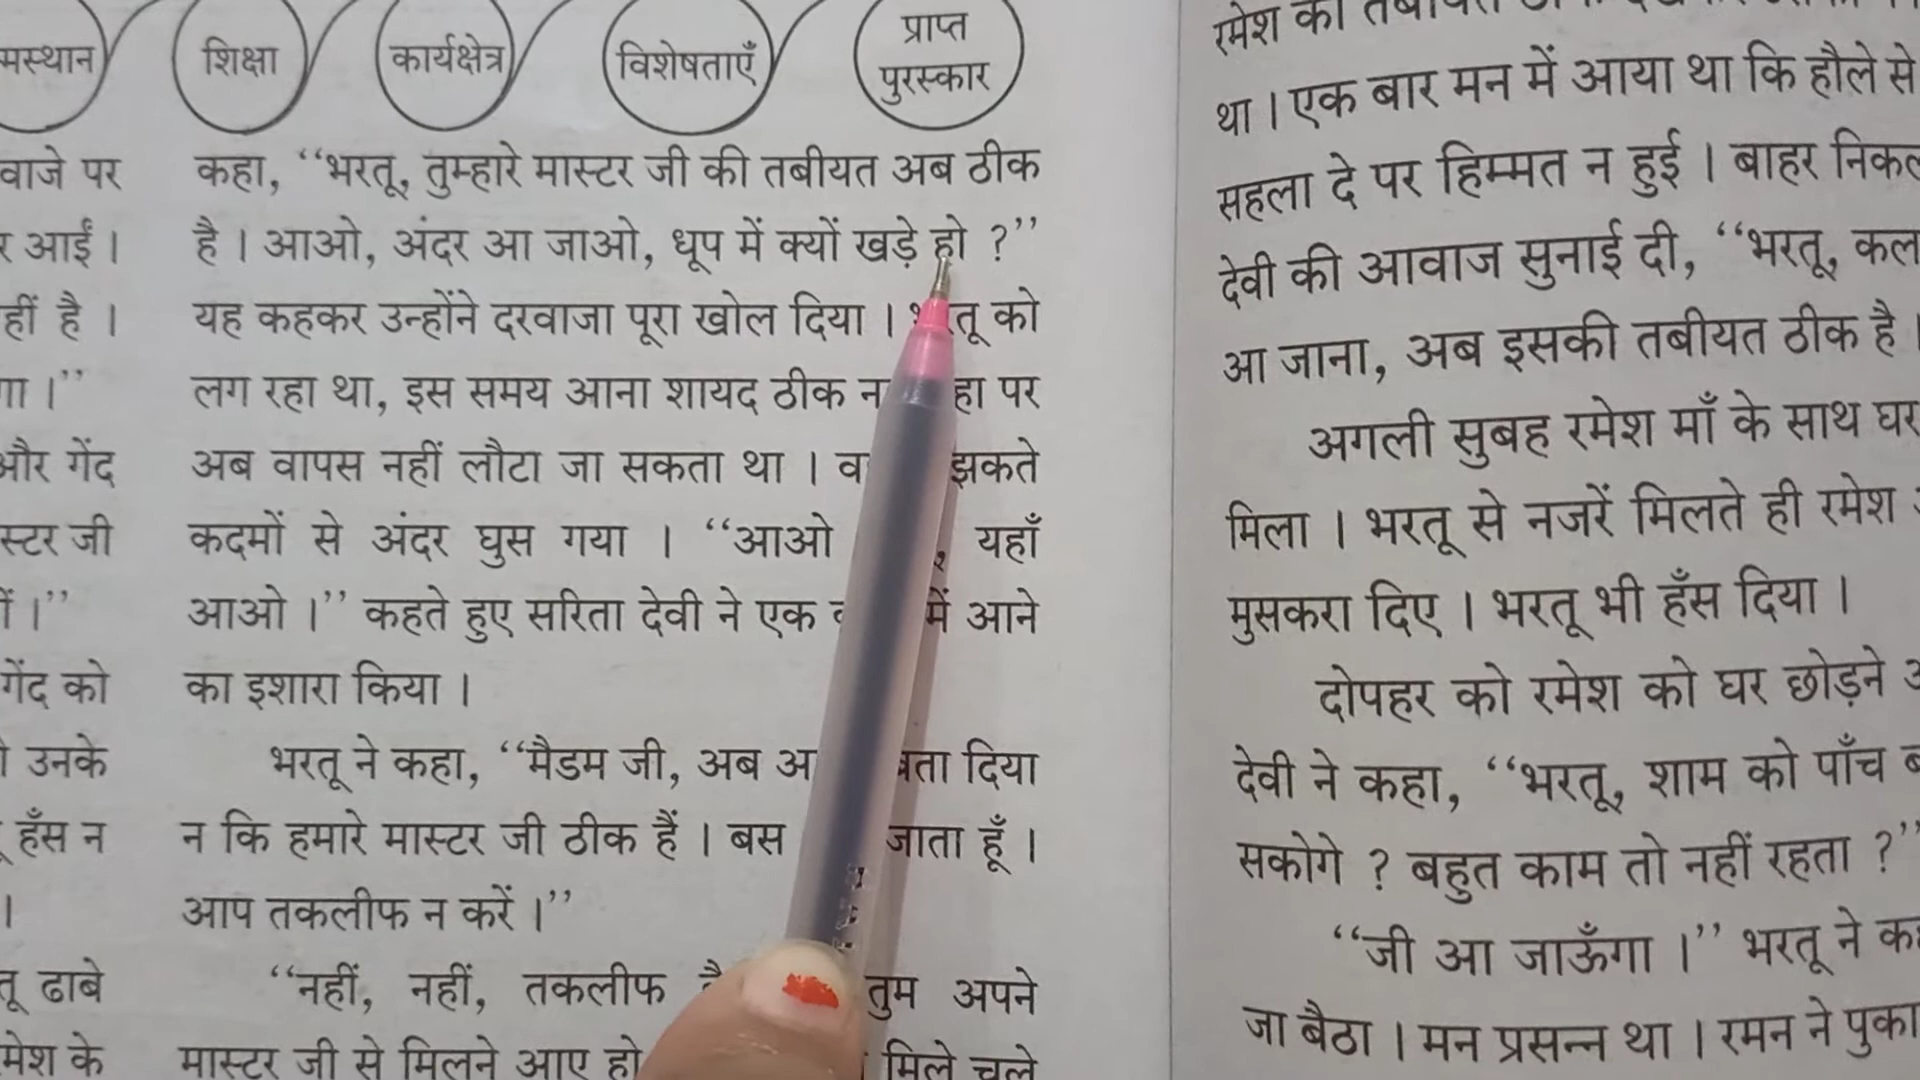 शिक्षा
कार्यक्षेत्र
विशेषताएँ
प्राप्त
पुरस्कार
पर
आईं ।
है ।
और गेंद
जी
गेंद को
उनके
हँस न
।
ढाबे
के
कहा, ‘‘भरतू, तुम्हारे मास्टर जी की तबीयत अब ठीक
है । आओ, अंदर आ जाओ, धूप में क्यों खड़े हो ?’’
यह कहकर उन्होंने दरवाजा पूरा खोल दिया । को
लग रहा था, इस समय आना शायद ठीक पर
अब वापस नहीं लौटा जा सकता था ।
कदमों से अंदर घुस गया । ‘‘आओ यहाँ
आओ ।’’ कहते हुए सरिता देवी ने एक में आने
का इशारा किया ।
भरतू ने कहा, ‘‘मैडम जी, अब दिया
न कि हमारे मास्टर जी ठीक हैं । बस जाता हूँ ।
आप तकलीफ न करें ।’’
‘‘नहीं, नहीं, तकलीफ तुम अपने
मास्टर जी से मिलने आए हो मिले चले
रमेश
था । एक बार मन में आया था कि हौले से
सहला दे पर हिम्मत न हुई । बाहर
देवी की आवाज सुनाई दी, ‘‘भरतू, कल
आ जाना, अब इसकी तबीयत ठीक है ।
अगली सुबह रमेश माँ के साथ घर
मिला । भरतू से नजरें मिलते ही रमेश
मुसकरा दिए । भरतू भी हँस दिया ।
दोपहर को रमेश को घर छोड़ने
देवी ने कहा, ‘‘भरतू, शाम को पाँच
सकोगे ? बहुत काम तो नहीं रहता ?’’
‘‘जी आ जाऊँगा ।’’ भरतू ने
जा बैठा । मन प्रसन्न था । रमन ने